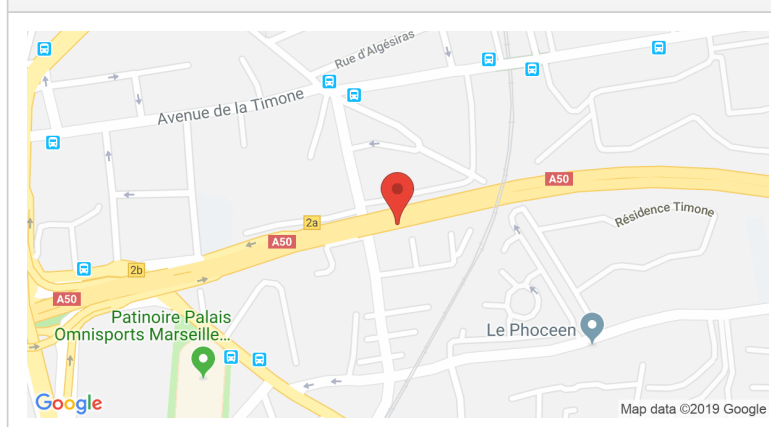 Rue d'Algésiras
Avenue de la Timone
A50
Résidence Timone
2a
A50
2b
A50
Patinoire Palais
Omnisports Marseille...
Le Phoceen
Google
Map data ©2019 Google